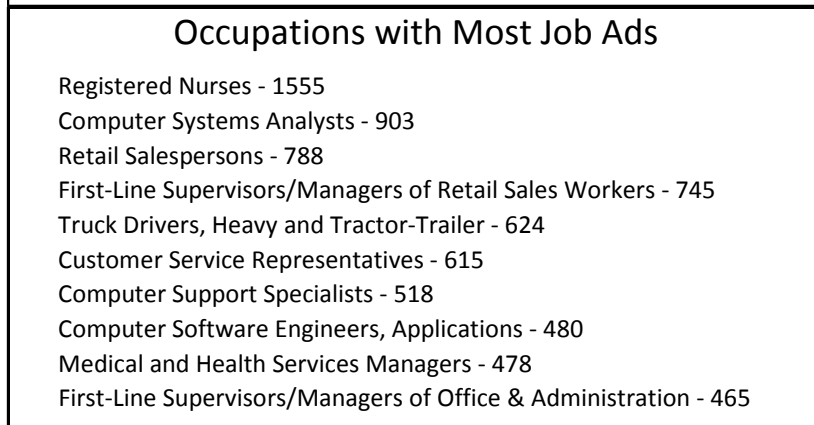 Occupations with Most Job Ads
Registered Nurses - 1555
Computer Systems Analysts - 903
Retail Salespersons - 788
First-Line Supervisors/Managers of Retail Sales Workers - 745
Truck Drivers, Heavy and Tractor-Trailer - 624
Customer Service Representatives - 615
Computer Support Specialists - 518
Computer Software Engineers, Applications - 480
Medical and Health Services Managers - 478
First-Line Supervisors/Managers of Office & Administration - 465